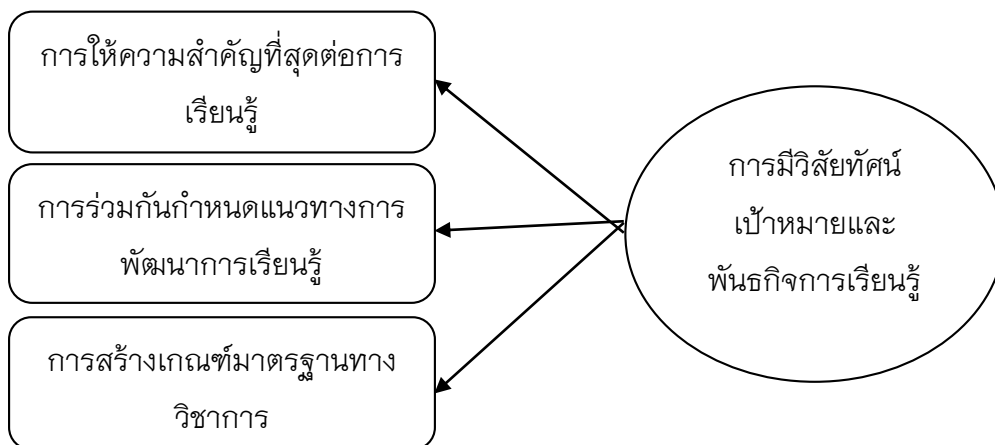 การให้ความสำคัญที่สุดต่อการ
เรียนรู้
การร่วมกันกำหนดแนวทางการ
พัฒนาการเรียนรู้
การสร้างเกณฑ์มาตรฐานทาง
วิชาการ
การมีวิสัยทัศน์
เป้าหมายและ
พันธกิจการเรียนรู้